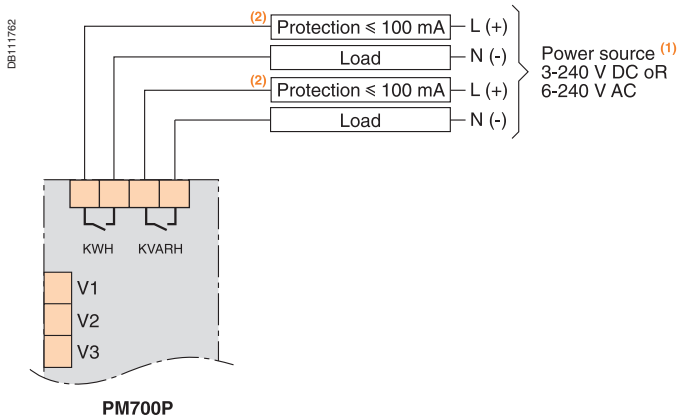 DB111762
(2) Protection ⩽ 100 mA L (+)
Load N (-)
(2) Protection ⩽ 100 mA L (+)
Load N (-)
Power source (1)
3-240 V DC oR
6-240 V AC
KWH KVARH
V1
V2
V3
PM700P